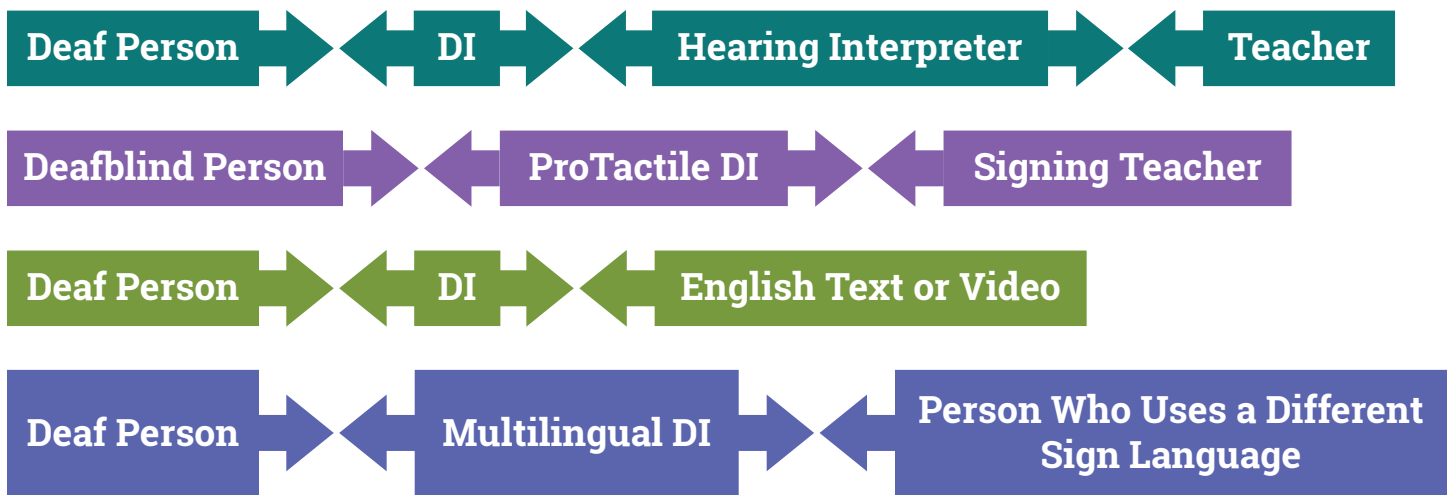 Deaf Person DI Hearing Interpreter Teacher
Deafblind Person ProTactile DI Signing Teacher
Deaf Person DI English Text or Video
Deaf Person Multilingual DI Person Who Uses a Different
Sign Language